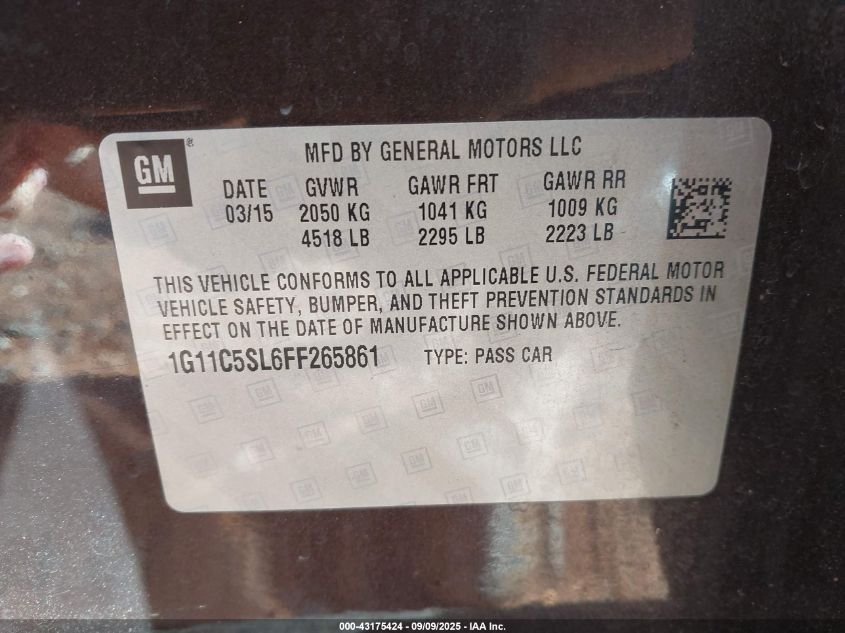 GM
MFD BY GENERAL MOTORS LLC
DATE GVWR GAWR FRT GAWR RR
03/15 2050 KG 1041 KG 1009 KG
4518 LB 2295 LB 2223 LB
THIS VEHICLE CONFORMS TO ALL APPLICABLE U.S. FEDERAL MOTOR
VEHICLE SAFETY, BUMPER, AND THEFT PREVENTION STANDARDS IN
EFFECT ON THE DATE OF MANUFACTURE SHOWN ABOVE.
1G11C5SL6FF265861 TYPE: PASS CAR
000-43175424 - 09/09/2025 - IAA Inc.